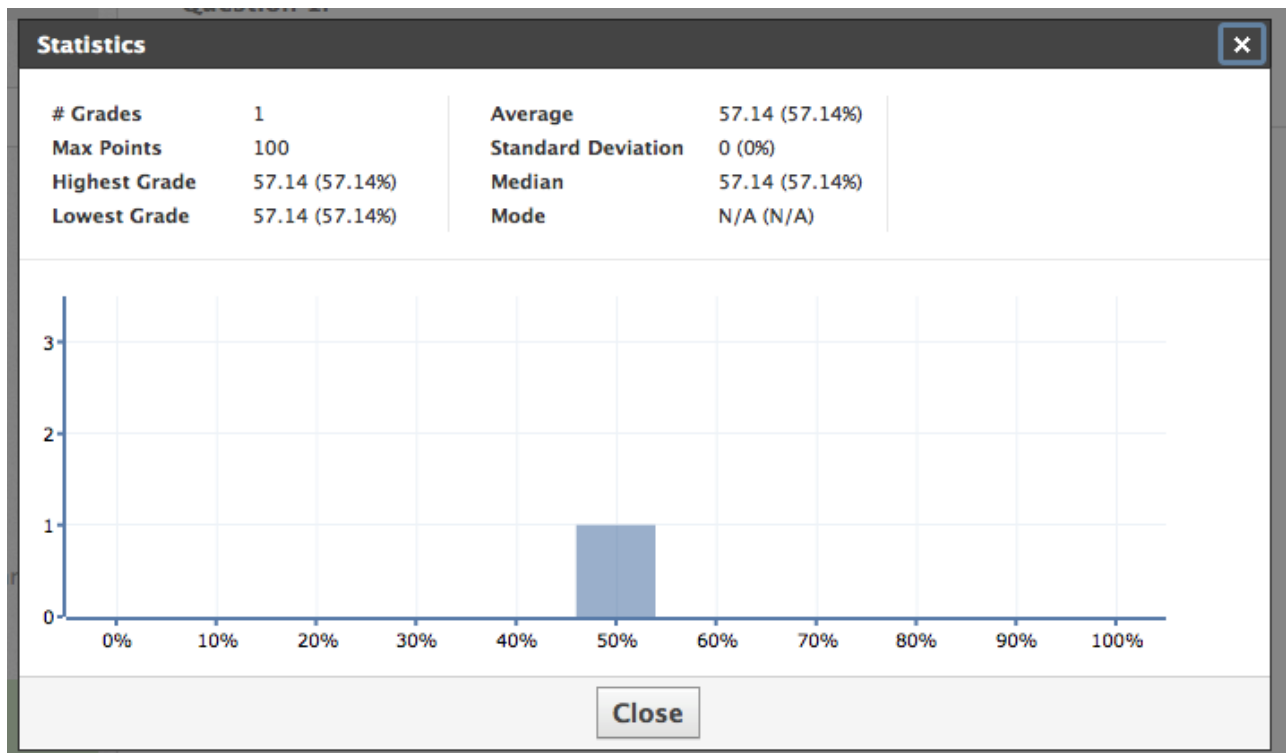 Statistics
×
# Grades 1
Max Points 100
Highest Grade 57.14 (57.14%)
Lowest Grade 57.14 (57.14%)
Average 57.14 (57.14%)
Standard Deviation 0 (0%)
Median 57.14 (57.14%)
Mode N/A (N/A)
3
2
1
0
0% 10% 20% 30% 40% 50% 60% 70% 80% 90% 100%
Close